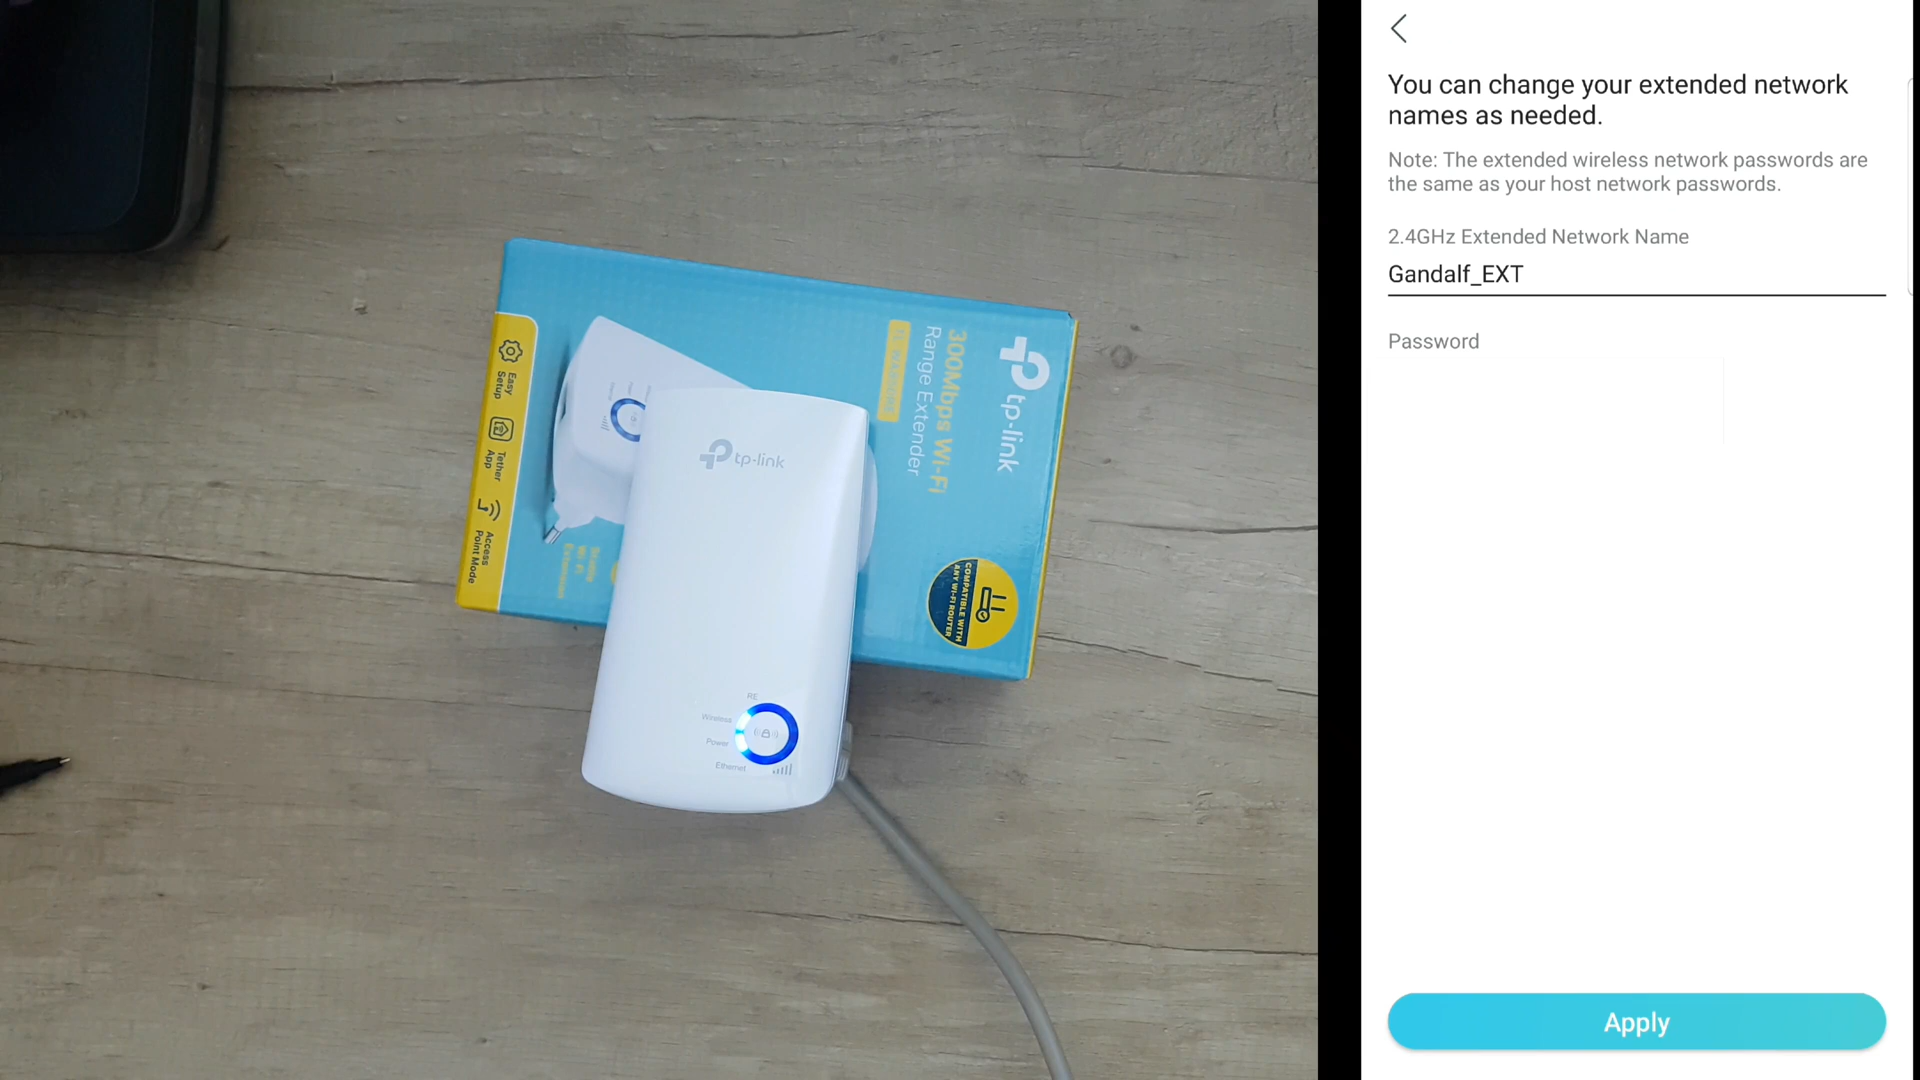 You can change your extended network
names as needed.
Note: The extended wireless network passwords are
the same as your host network passwords.
2.4GHz Extended Network Name
Gandalf_EXT
Password
Apply
tp-link
300Mbps Wi-Fi
Range Extender
Easy
Setup
Tether
App
Access
Point Mode
COMPATIBLE WITH
ANY WI-FI ROUTER
tp-link
RE
Wireless
Power
Ethernet